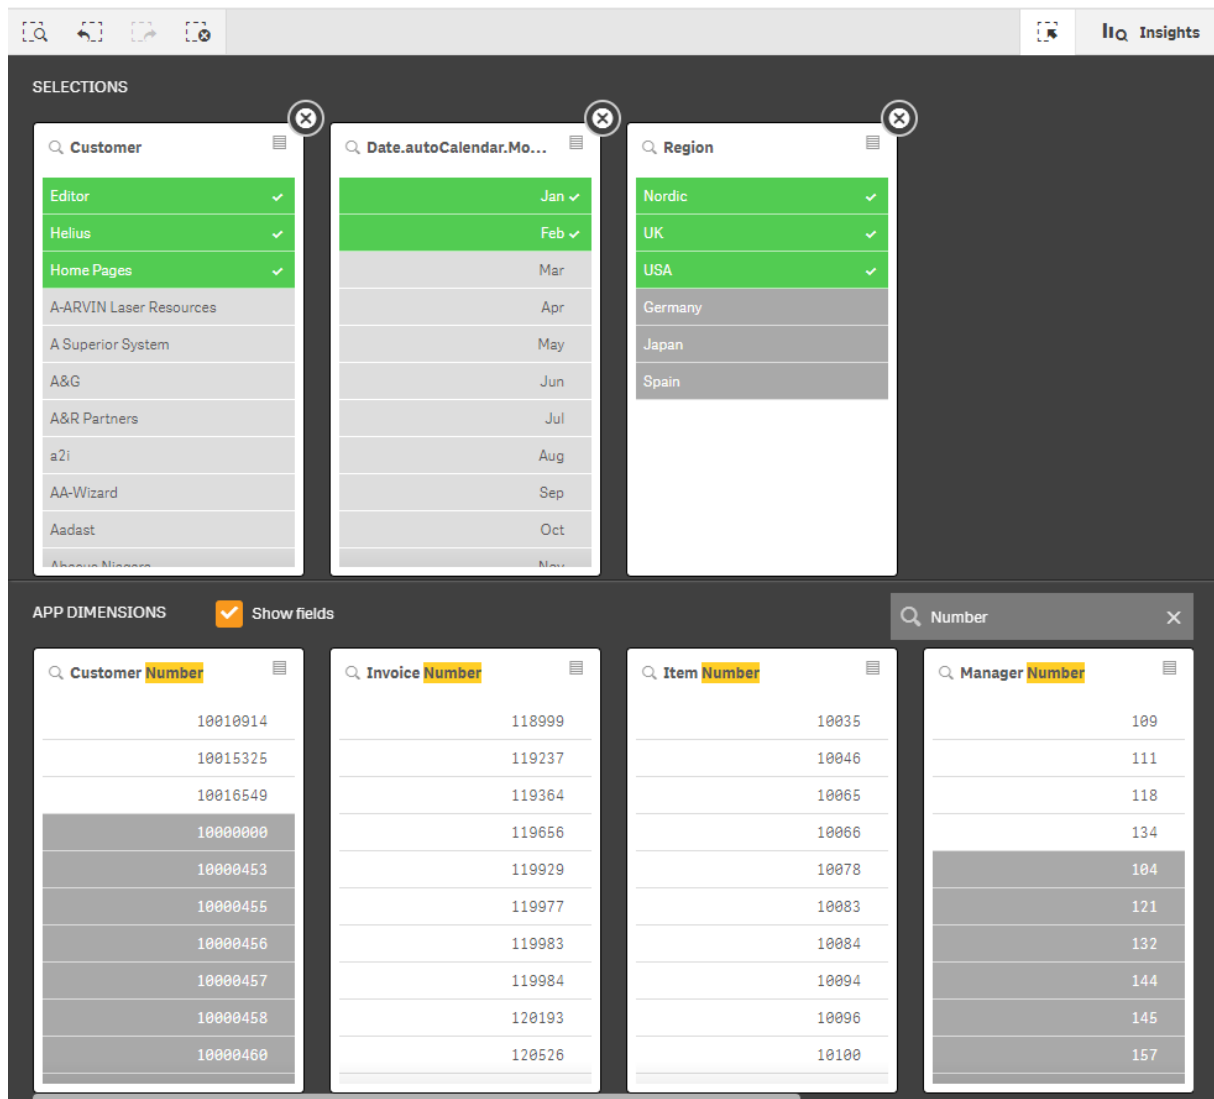 Insights
SELECTIONS
Customer
Editor
Helius
Home Pages
A-ARVIN Laser Resources
A Superior System
A&G
A&R Partners
a2i
AA-Wizard
Aadast
Date.autoCalendar.Mo...
Jan
Feb
Mar
Apr
May
Jun
Jul
Aug
Sep
Oct
Nov
Region
Nordic
UK
USA
Germany
Japan
Spain
APP DIMENSIONS
Show fields
Number
Customer Number
10010914
10015325
10016549
10000000
10000453
10000455
10000456
10000457
10000458
10000460
Invoice Number
118999
119237
119364
119656
119929
119977
119983
119984
120193
120526
Item Number
10035
10046
10065
10066
10078
10083
10084
10094
10096
10100
Manager Number
109
111
118
134
104
121
132
144
145
157